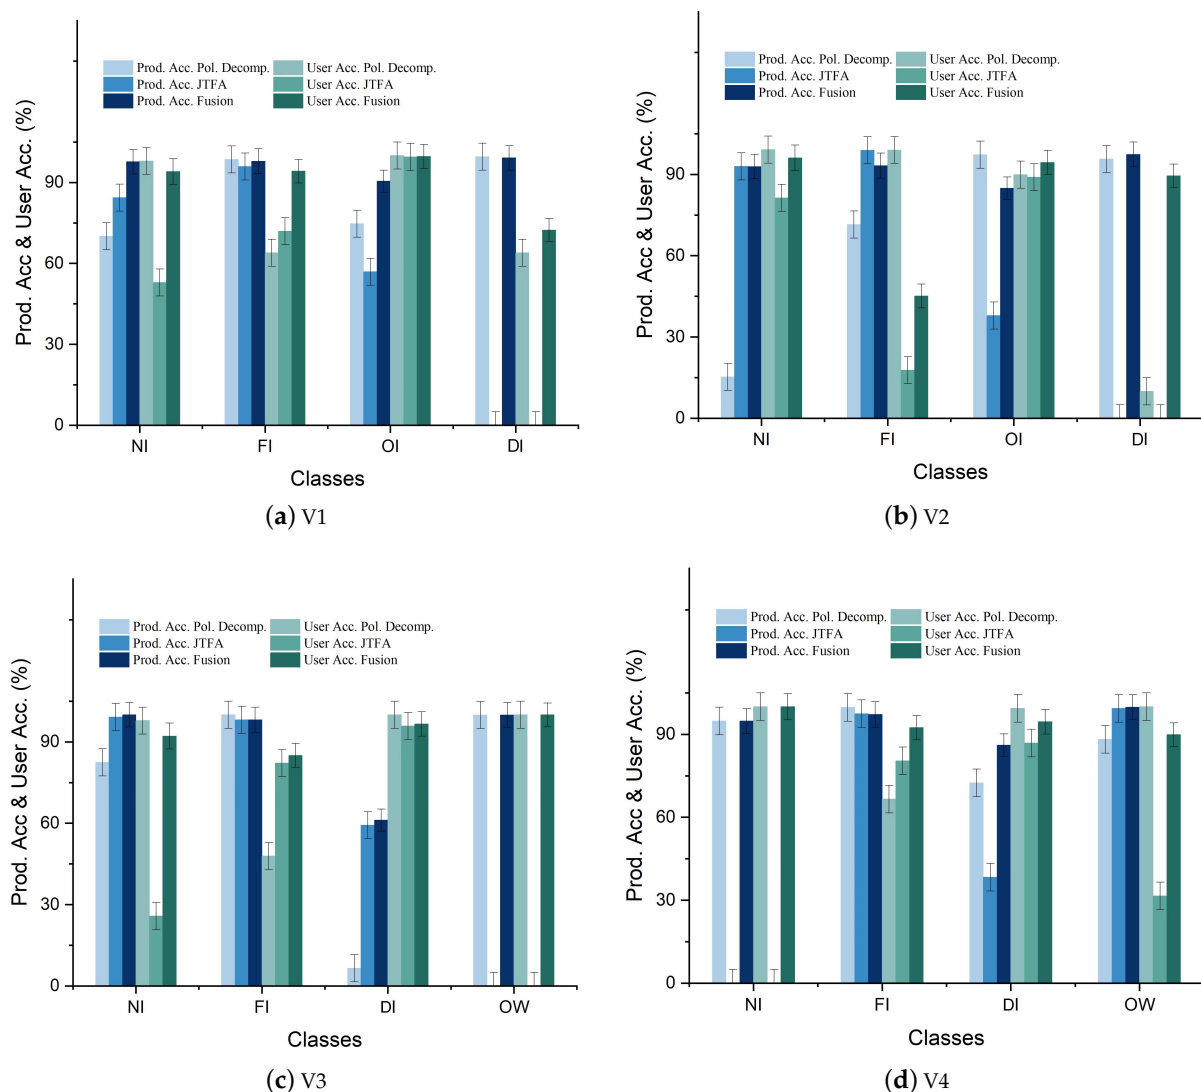 Prod. Acc & User Acc. (%)
Prod. Acc. Pol. Decomp. User Acc. Pol. Decomp.
Prod. Acc. JTFA User Acc. JTFA
Prod. Acc. Fusion User Acc. Fusion
90
60
30
0
NI FI OI DI
Classes
(a) V1
Prod. Acc & User Acc. (%)
Prod. Acc. Pol. Decomp. User Acc. Pol. Decomp.
Prod. Acc. JTFA User Acc. JTFA
Prod. Acc. Fusion User Acc. Fusion
90
60
30
0
NI FI OI DI
Classes
(b) V2
Prod. Acc & User Acc. (%)
Prod. Acc. Pol. Decomp. User Acc. Pol. Decomp.
Prod. Acc. JTFA User Acc. JTFA
Prod. Acc. Fusion User Acc. Fusion
90
60
30
0
NI FI DI OW
Classes
(c) V3
Prod. Acc & User Acc. (%)
Prod. Acc. Pol. Decomp. User Acc. Pol. Decomp.
Prod. Acc. JTFA User Acc. JTFA
Prod. Acc. Fusion User Acc. Fusion
90
60
30
0
NI FI DI OW
Classes
(d) V4